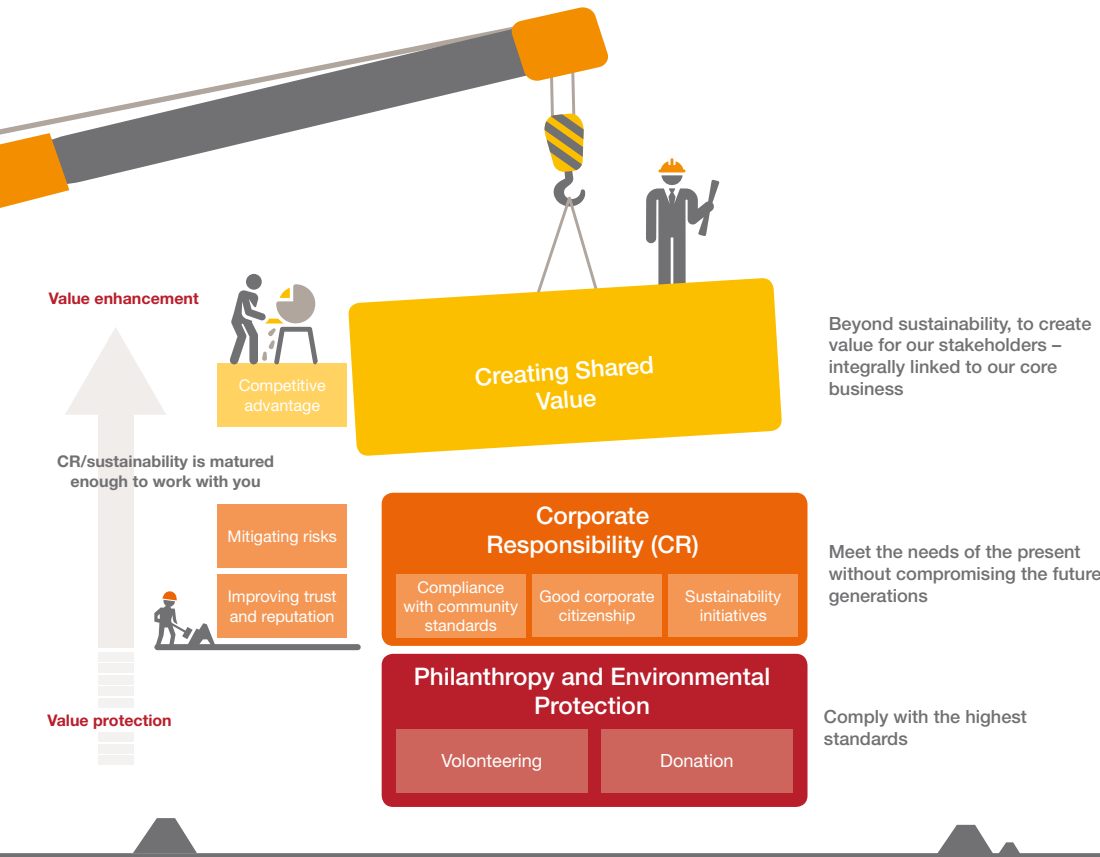 Value enhancement
Competitive
advantage
Creating Shared
Value
Beyond sustainability, to create
value for our stakeholders –
integrally linked to our core
business
CR/sustainability is matured
enough to work with you
Mitigating risks
Improving trust
and reputation
Corporate
Responsibility (CR)
Compliance
with community
standards
Good corporate
citizenship
Sustainability
initiatives
Meet the needs of the present
without compromising the future
generations
Value protection
Philanthropy and Environmental
Protection
Volonteering
Donation
Comply with the highest
standards